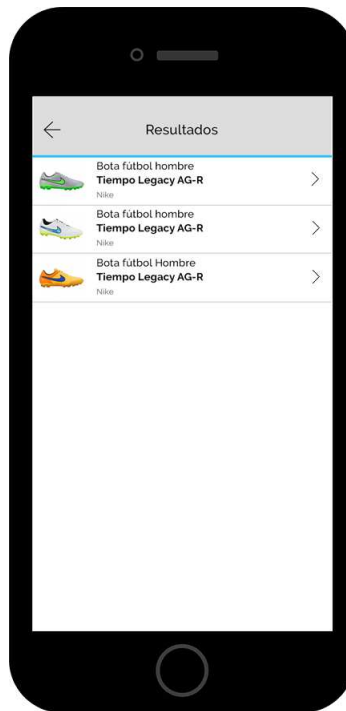 Resultados
Bota fútbol hombre
Tiempo Legacy AG-R
Nike
Bota fútbol hombre
Tiempo Legacy AG-R
Nike
Bota fútbol Hombre
Tiempo Legacy AG-R
Nike